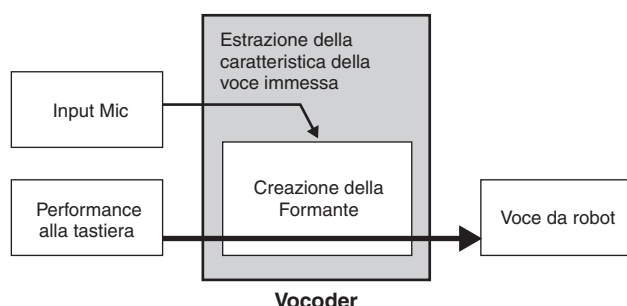 Estrazione della
caratteristica della
voce immessa
Input Mic
Creazione della
Formante
Performance
alla tastiera
Voce da robot
Vocoder